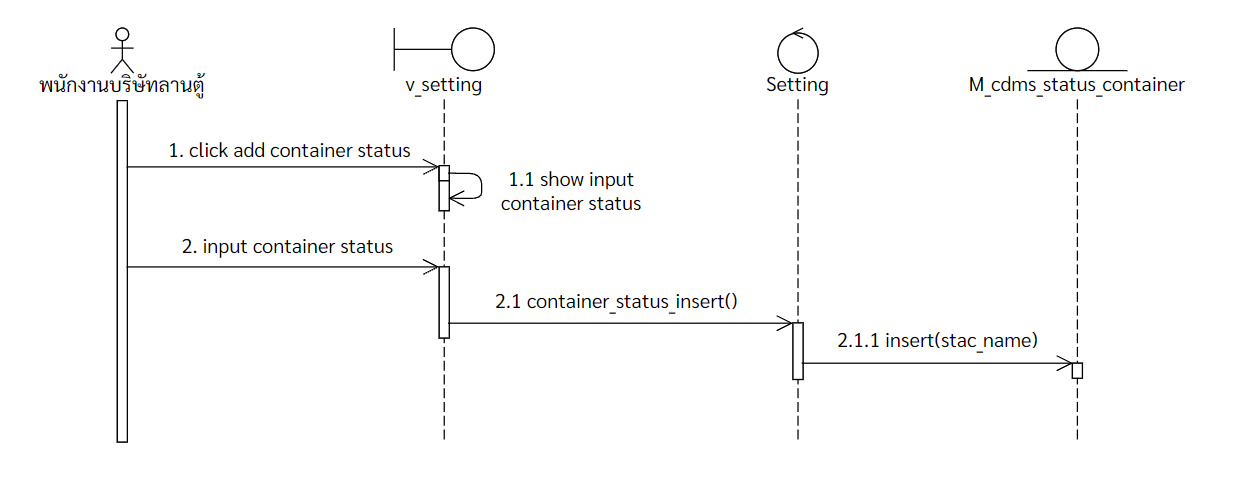 พนักงานบริษัทลานตู้
v_setting
Setting
M_cdms_status_container
1. click add container status
1.1 show input
container status
2. input container status
2.1 container_status_insert()
2.1.1 insert(stac_name)